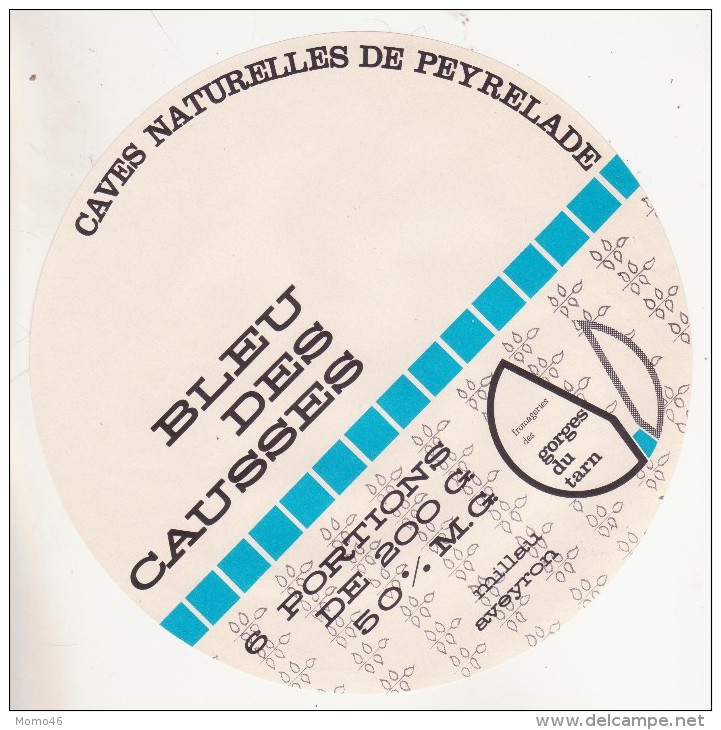 CAVES NATURELLES DE PEYRELADE
BLEU
DES
CAUSSES
6 PORTIONS
DE 200 G
50% M.G
fromageries
des
gorges
du
tarn
millau
aveyron
Momo46
delcampe.net